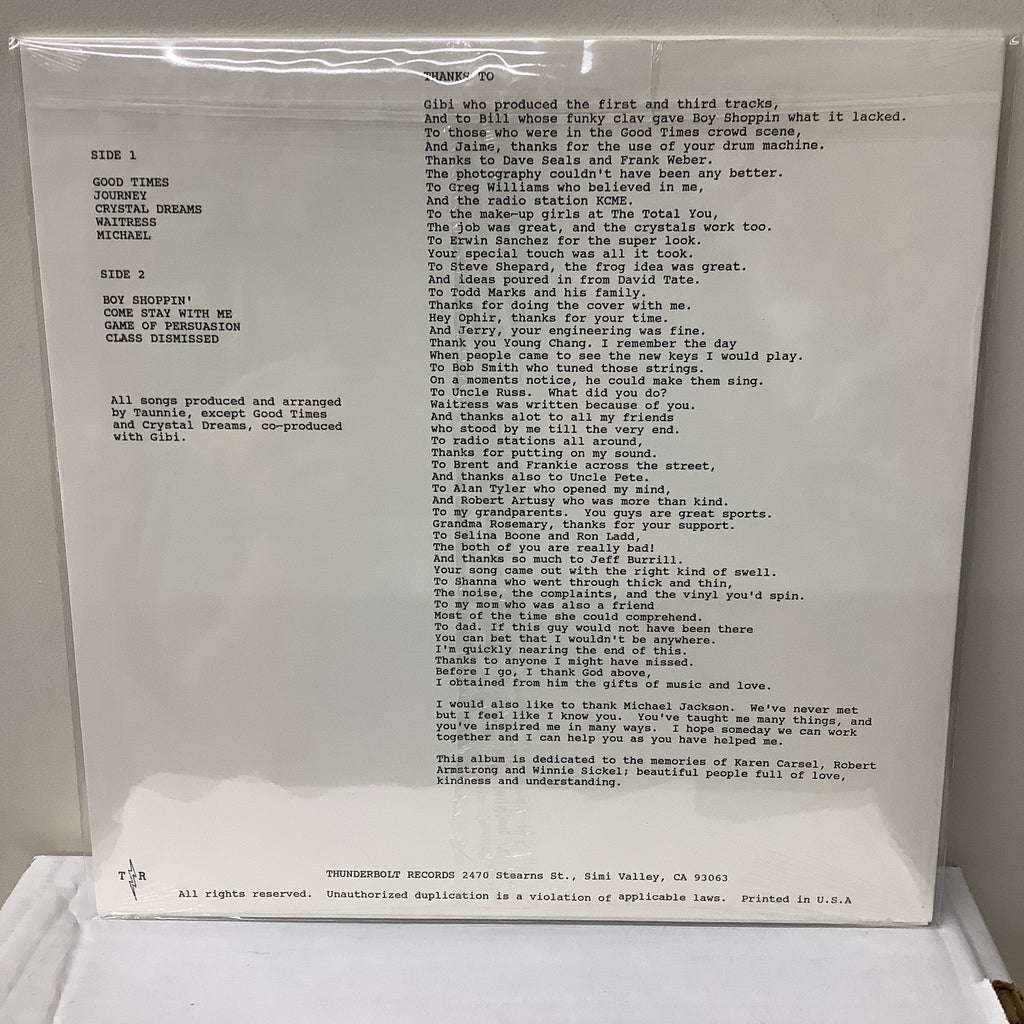 THANKS TO
Gibi who produced the first and third tracks,
And to Bill whose funky clav gave Boy Shoppin what it lacked.
To those who were in the Good Times crowd scene,
And Jaime, thanks for the use of your drum machine.
Thanks to Dave Seals and Frank Weber.
The photography couldn't have been any better.
To Greg Williams who believed in me,
And the radio station KCME.
To the make-up girls at The Total You,
The job was great, and the crystals work too.
To Erwin Sanchez for the super look.
Your special touch was all it took.
To Steve Shepard, the frog idea was great.
And ideas poured in from David Tate.
To Todd Marks and his family.
Thanks for doing the cover with me.
Hey Ophir, thanks for your time.
And Jerry, your engineering was fine.
Thank you Young Chang. I remember the day
When people came to see the new keys I would play.
To Bob Smith who tuned those strings.
On a moments notice, he could make them sing.
To Uncle Russ. What did you do?
Waitress was written because of you.
And thanks alot to all my friends
who stood by me till the very end.
To radio stations all around,
Thanks for putting on my sound.
To Brent and Frankie across the street,
And thanks also to Uncle Pete.
To Alan Tyler who opened my mind,
And Robert Artusy who was more than kind.
To my grandparents. You guys are great sports.
Grandma Rosemary, thanks for your support.
To Selina Boone and Ron Ladd,
The both of you are really bad!
And thanks so much to Jeff Burrill.
Your song came out with the right kind of swell.
To Shanna who went through thick and thin,
The noise, the complaints, and the vinyl you'd spin.
To my mom who was also a friend
Most of the time she could comprehend.
To dad. If this guy would not have been there
You can bet that I wouldn't be anywhere.
I'm quickly nearing the end of this.
Thanks to anyone I might have missed.
Before I go, I thank God above,
I obtained from him the gifts of music and love.
I would also like to thank Michael Jackson. We've never met
but I feel like I know you. You've taught me many things, and
you've inspired me in many ways. I hope someday we can work
together and I can help you as you have helped me.
This album is dedicated to the memories of Karen Carsel, Robert
Armstrong and Winnie Sickel; beautiful people full of love,
kindness and understanding.
SIDE 1
GOOD TIMES
JOURNEY
CRYSTAL DREAMS
WAITRESS
MICHAEL
SIDE 2
BOY SHOPPIN'
COME STAY WITH ME
GAME OF PERSUASION
CLASS DISMISSED
All songs produced and arranged
by Taunnie, except Good Times
and Crystal Dreams, co-produced
with Gibi.
T R
THUNDERBOLT RECORDS 2470 Stearns St., Simi Valley, CA 93063
All rights reserved. Unauthorized duplication is a violation of applicable laws. Printed in U.S.A